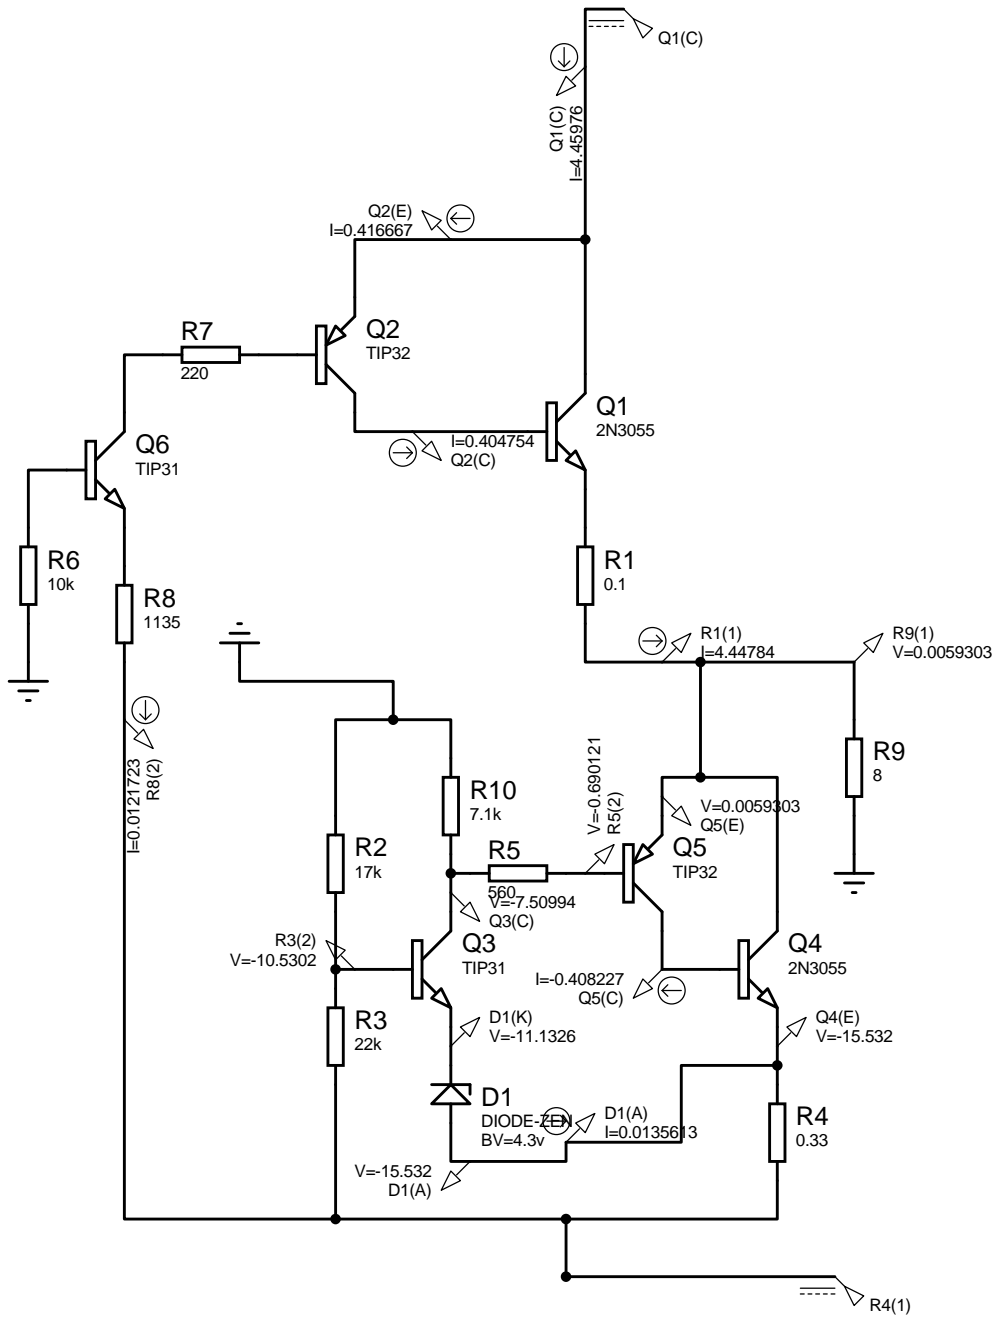 Q1(C)
Q1(C)
I=4.45976
Q2(E)
I=0.416667
R7
220
Q2
TIP32
Q1
2N3055
Q6
TIP31
I=0.404754
Q2(C)
R6
10k
R8
1135
R1
0.1
R1(1)
I=4.44784
R9(1)
V=0.0059303
I=0.0121723
R8(2)
R9
8
R10
7.1k
V=-0.690121
R5(2)
V=0.0059303
Q5(E)
R2
17k
R5
560
Q5
TIP32
V=-7.50994
Q3(C)
R3(2)
V=-10.5302
Q3
TIP31
Q4
2N3055
I=-0.408227
Q5(C)
R3
22k
D1(K)
V=-11.1326
Q4(E)
V=-15.532
D1
DIODE-ZEN
BV=4.3v
D1(A)
I=0.0135613
R4
0.33
V=-15.532
D1(A)
R4(1)